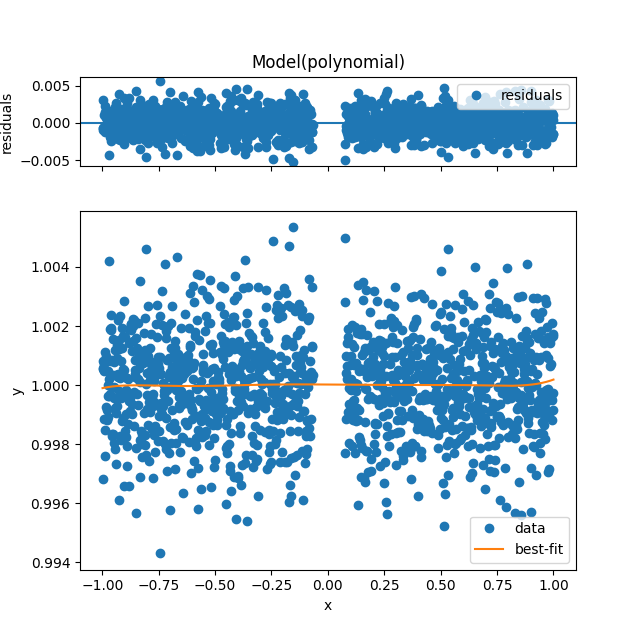 Model(polynomial)
residuals
0.005
0.000
−0.005
residuals
y
1.004
1.002
1.000
0.998
0.996
0.994
data
best-fit
−1.00 −0.75 −0.50 −0.25 0.00 0.25 0.50 0.75 1.00
x